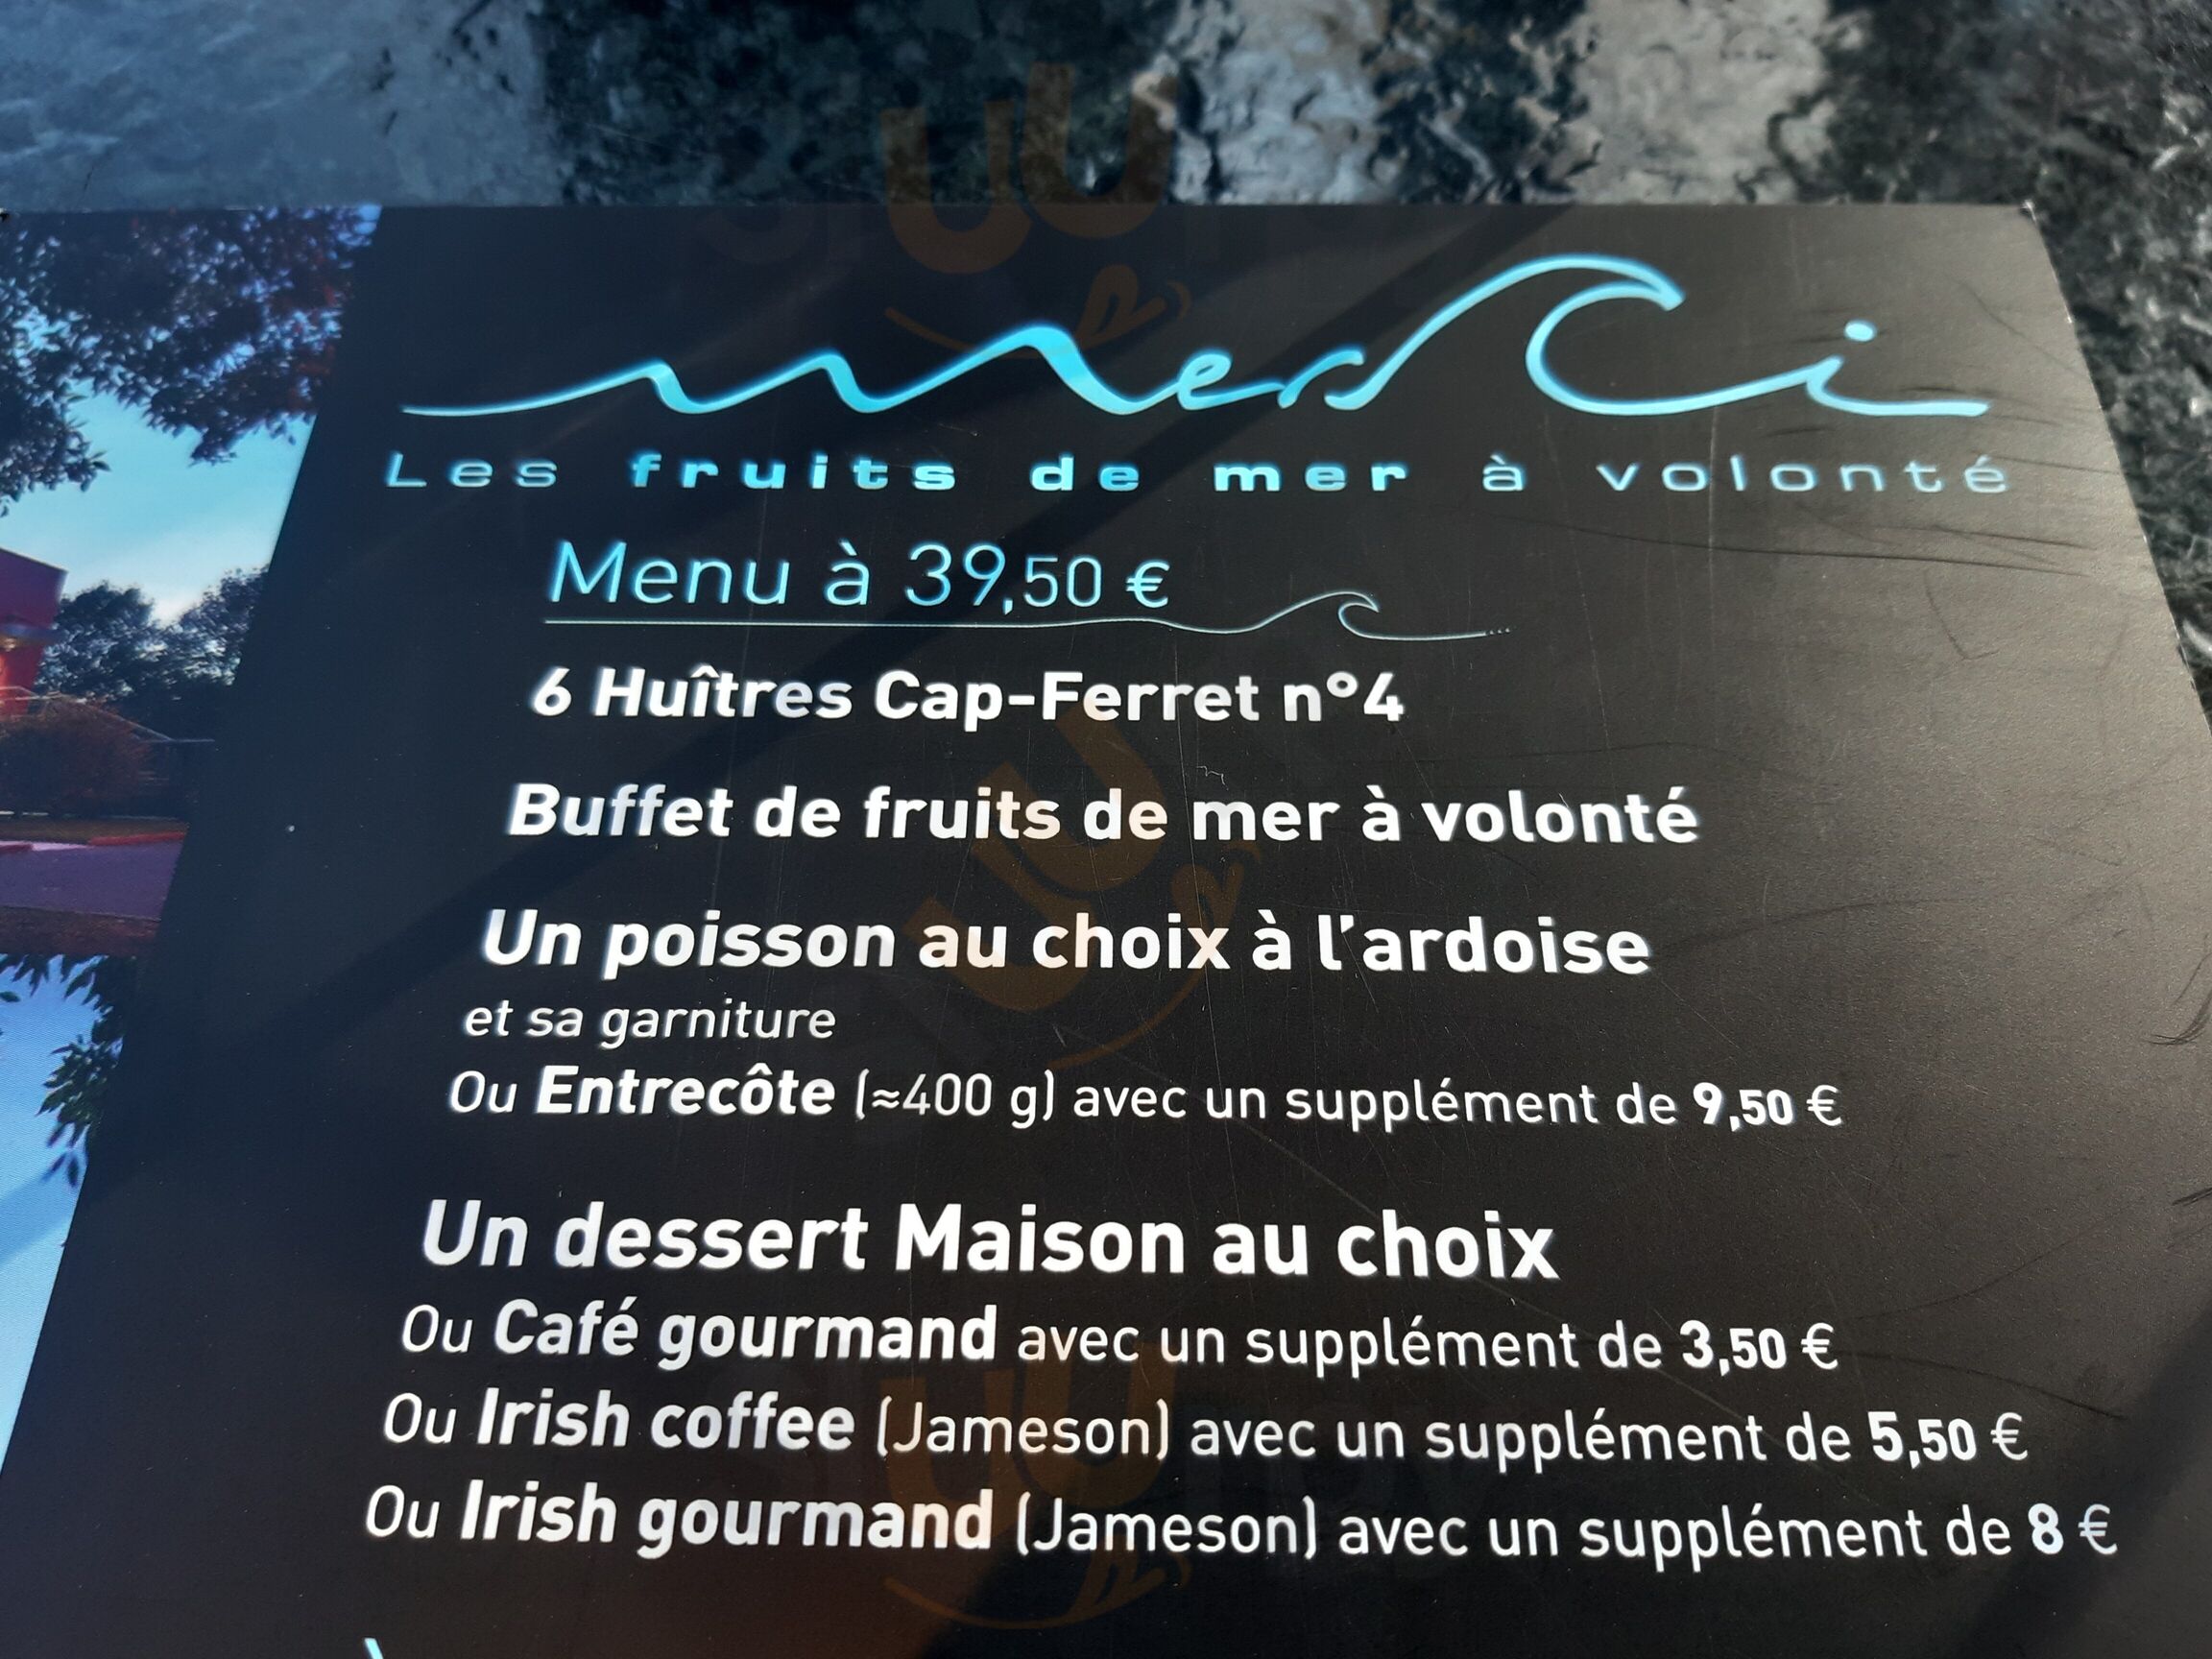 merCi
Les fruits de mer à volonté
Menu à 39,50 €
6 Huîtres Cap-Ferret n°4
Buffet de fruits de mer à volonté
Un poisson au choix à l'ardoise
et sa garniture
Ou Entrecôte (≈400 g) avec un supplément de 9,50 €
Un dessert Maison au choix
Ou Café gourmand avec un supplément de 3,50 €
Ou Irish coffee (Jameson) avec un supplément de 5,50 €
Ou Irish gourmand (Jameson) avec un supplément de 8 €